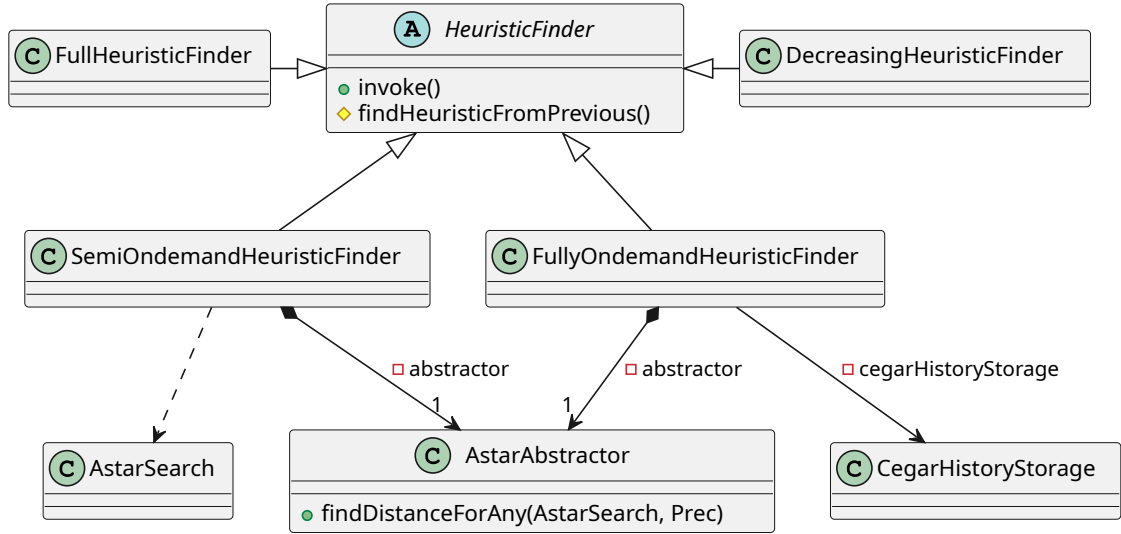 A HeuristicFinder
C FullHeuristicFinder
C DecreasingHeuristicFinder
invoke()
findHeuristicFromPrevious()
C SemiOndemandHeuristicFinder
C FullyOndemandHeuristicFinder
abstractor
abstractor
cegarHistoryStorage
1
1
C AstarSearch
C AstarAbstractor
C CegarHistoryStorage
findDistanceForAny(AstarSearch, Prec)